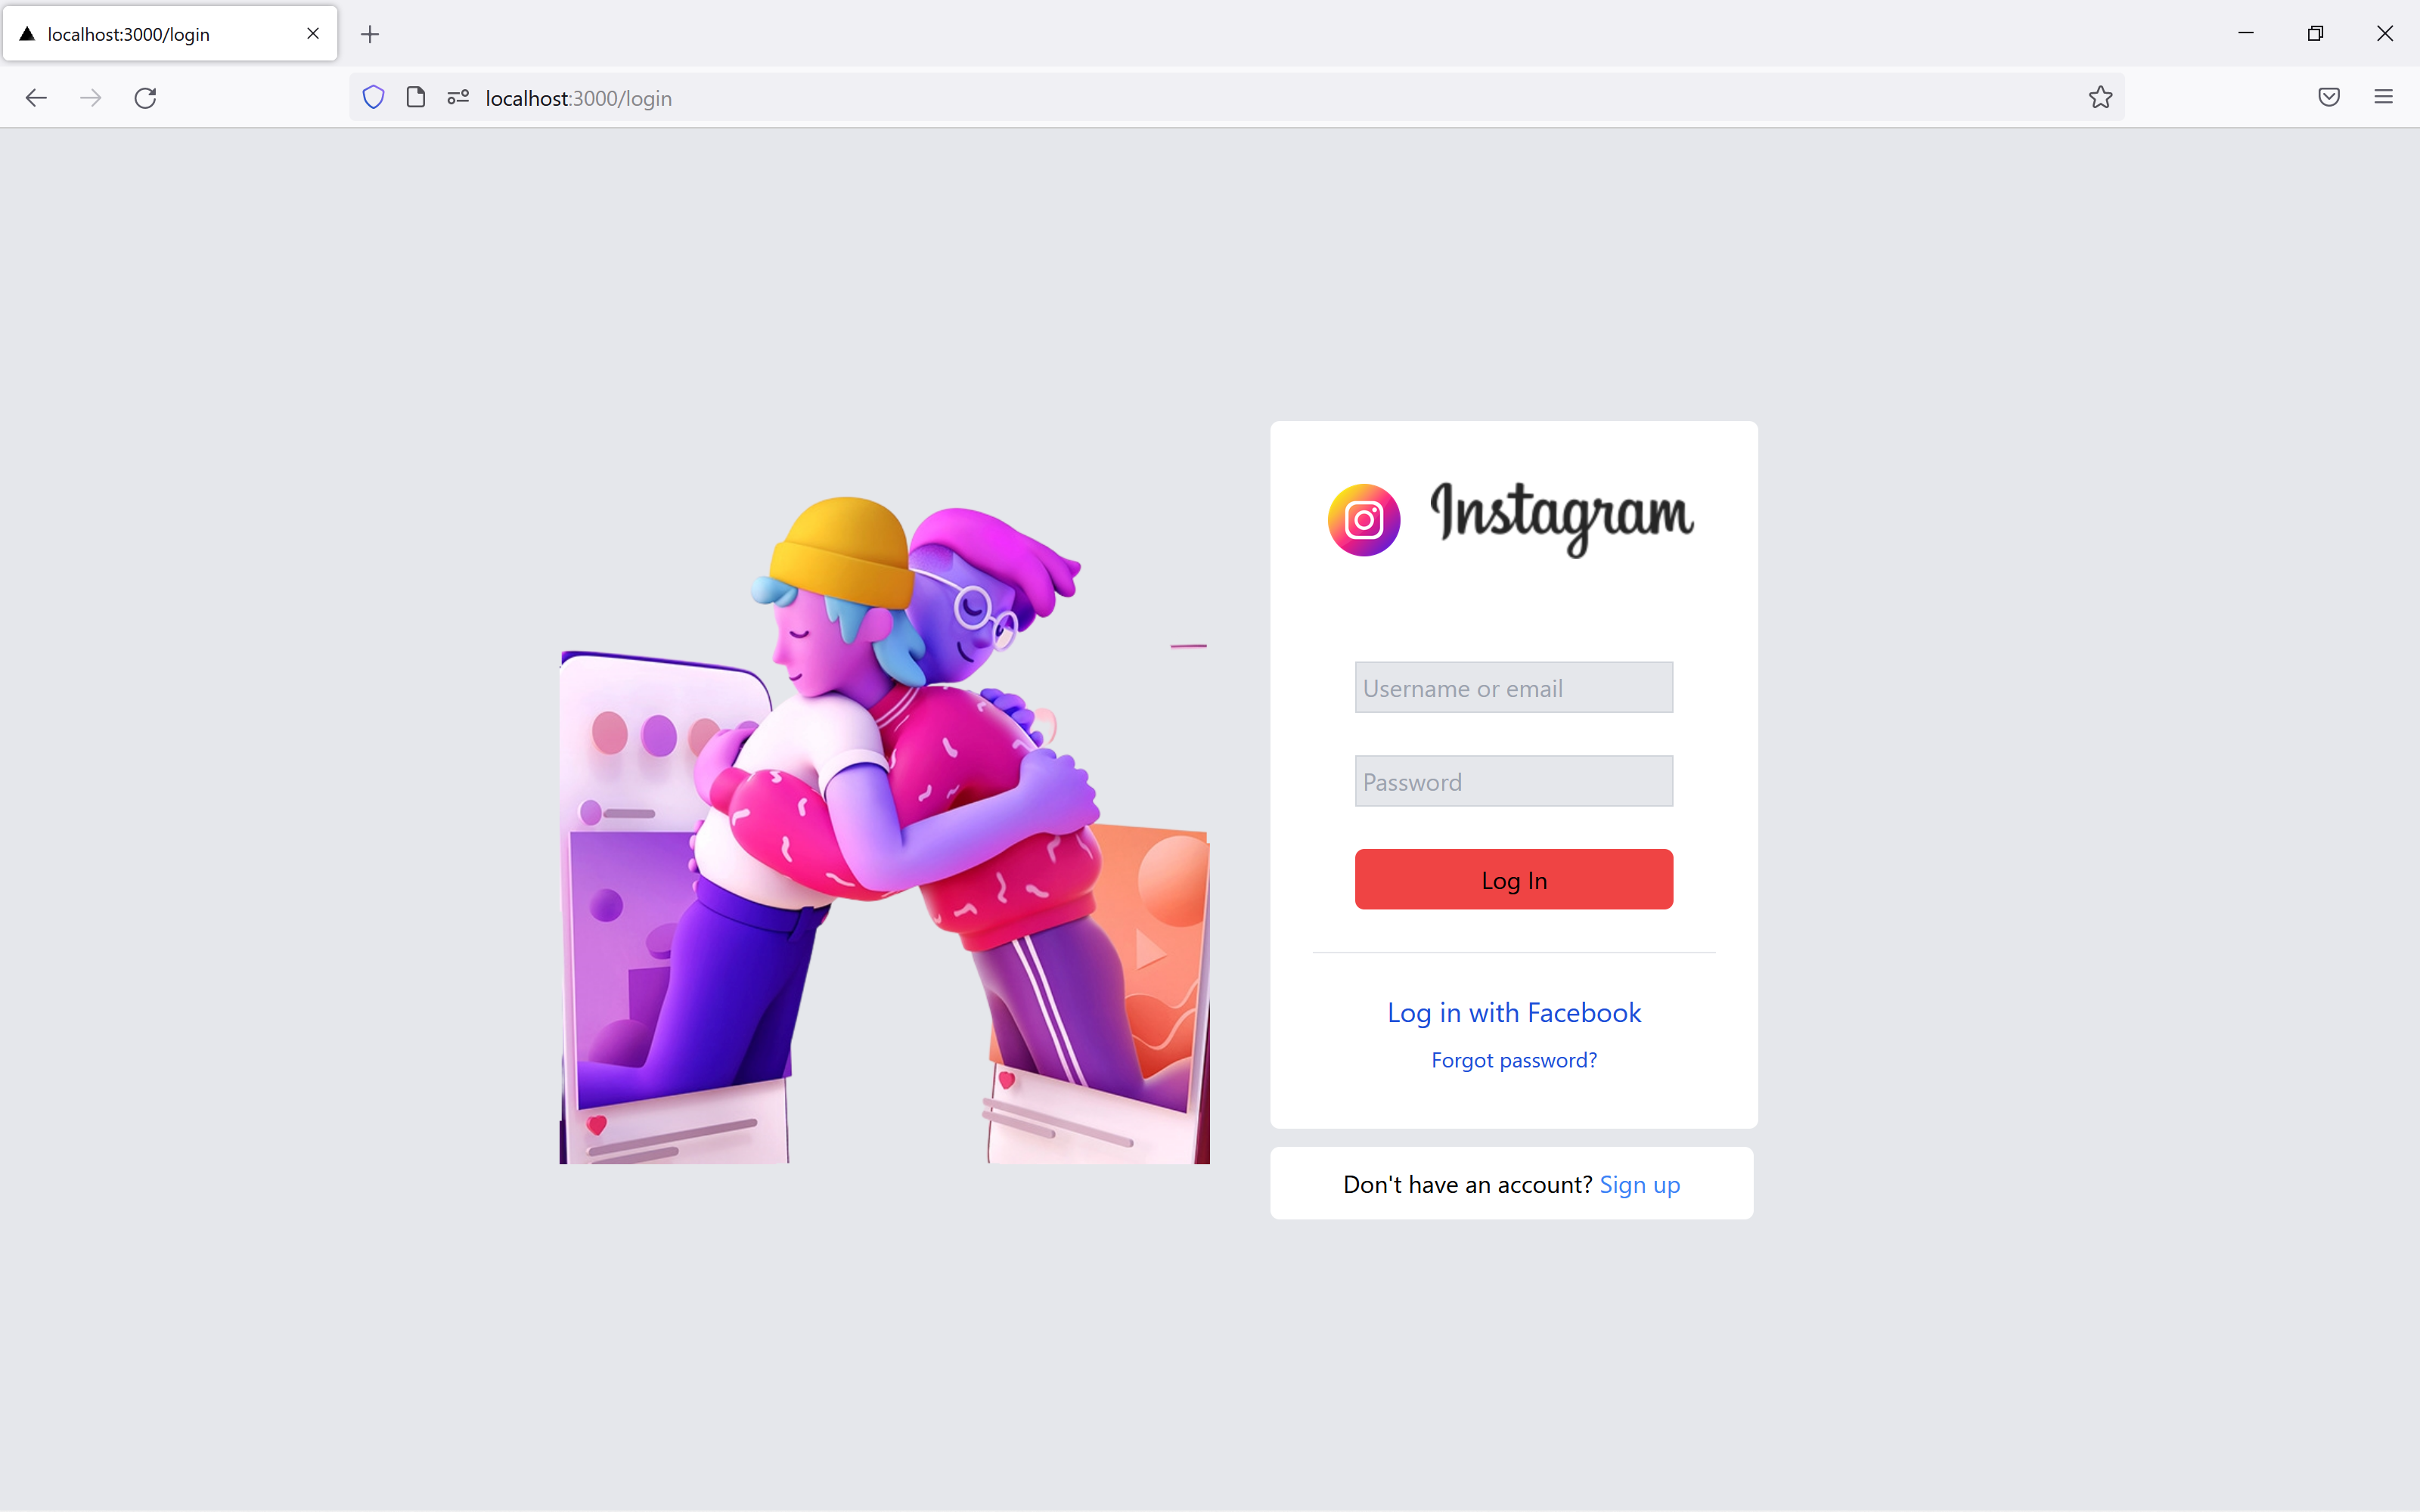 localhost:3000/login
localhost:3000/login
Instagram
Username or email
Password
Log In
Log in with Facebook
Forgot password?
Don't have an account? Sign up